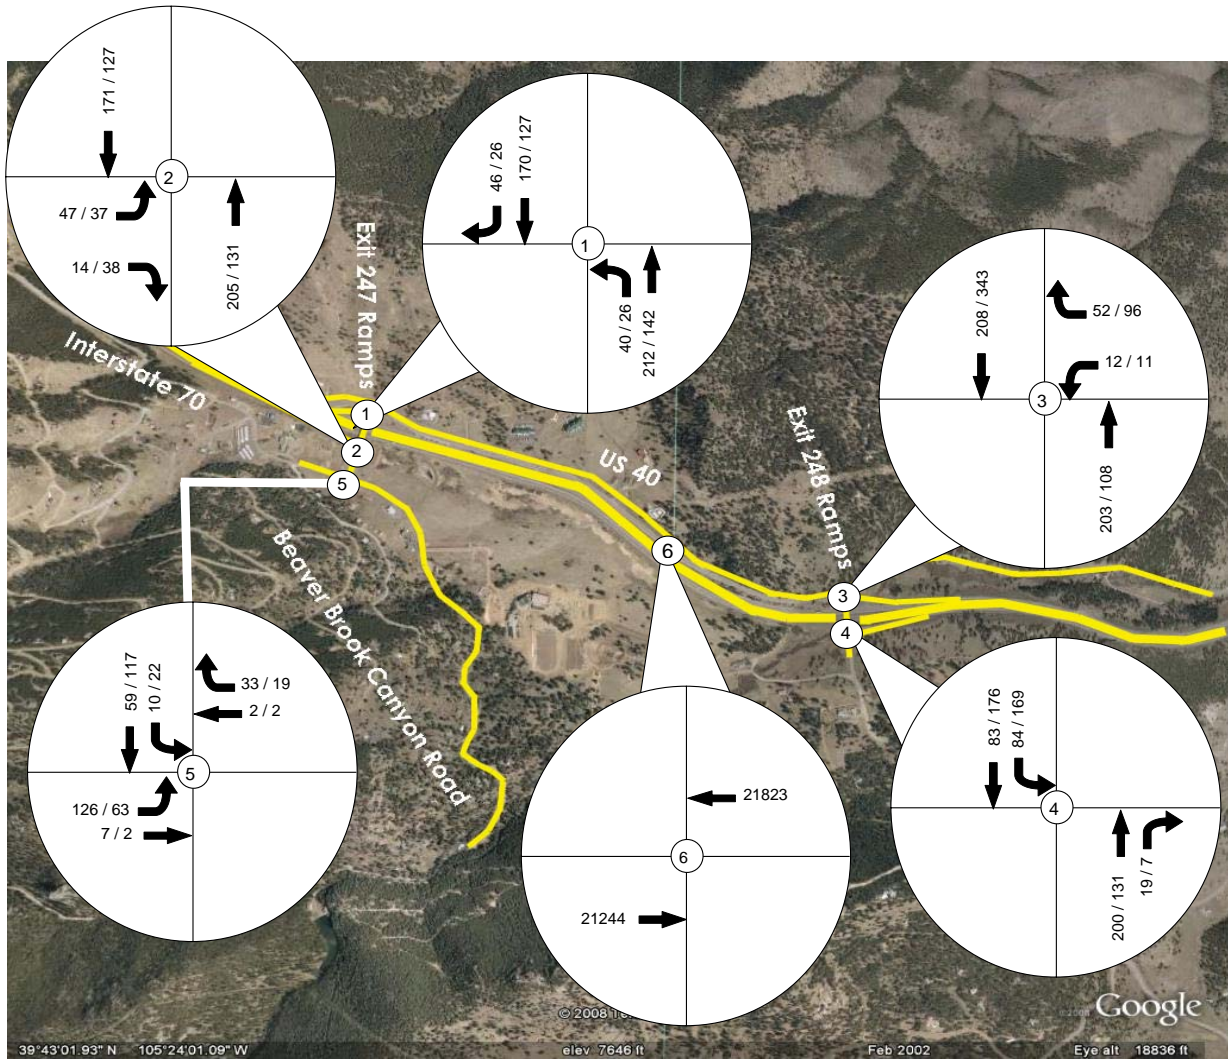 171 / 127
2
47 / 37
14 / 38
205 / 131
46 / 26
170 / 127
1
40 / 26
212 / 142
208 / 343
52 / 96
12 / 11
3
203 / 108
Exit 247 Ramps
Interstate 70
1
2
5
US 40
6
Exit 248 Ramps
3
4
Beaver Brook Canyon Road
59 / 117
10 / 22
33 / 19
2 / 2
5
126 / 63
7 / 2
21823
6
21244
83 / 176
84 / 169
4
200 / 131
19 / 7
© 2008
Google
39°43'01.93" N 105°24'01.09" W
elev 7646 ft
Feb 2002
Eye alt 18836 ft